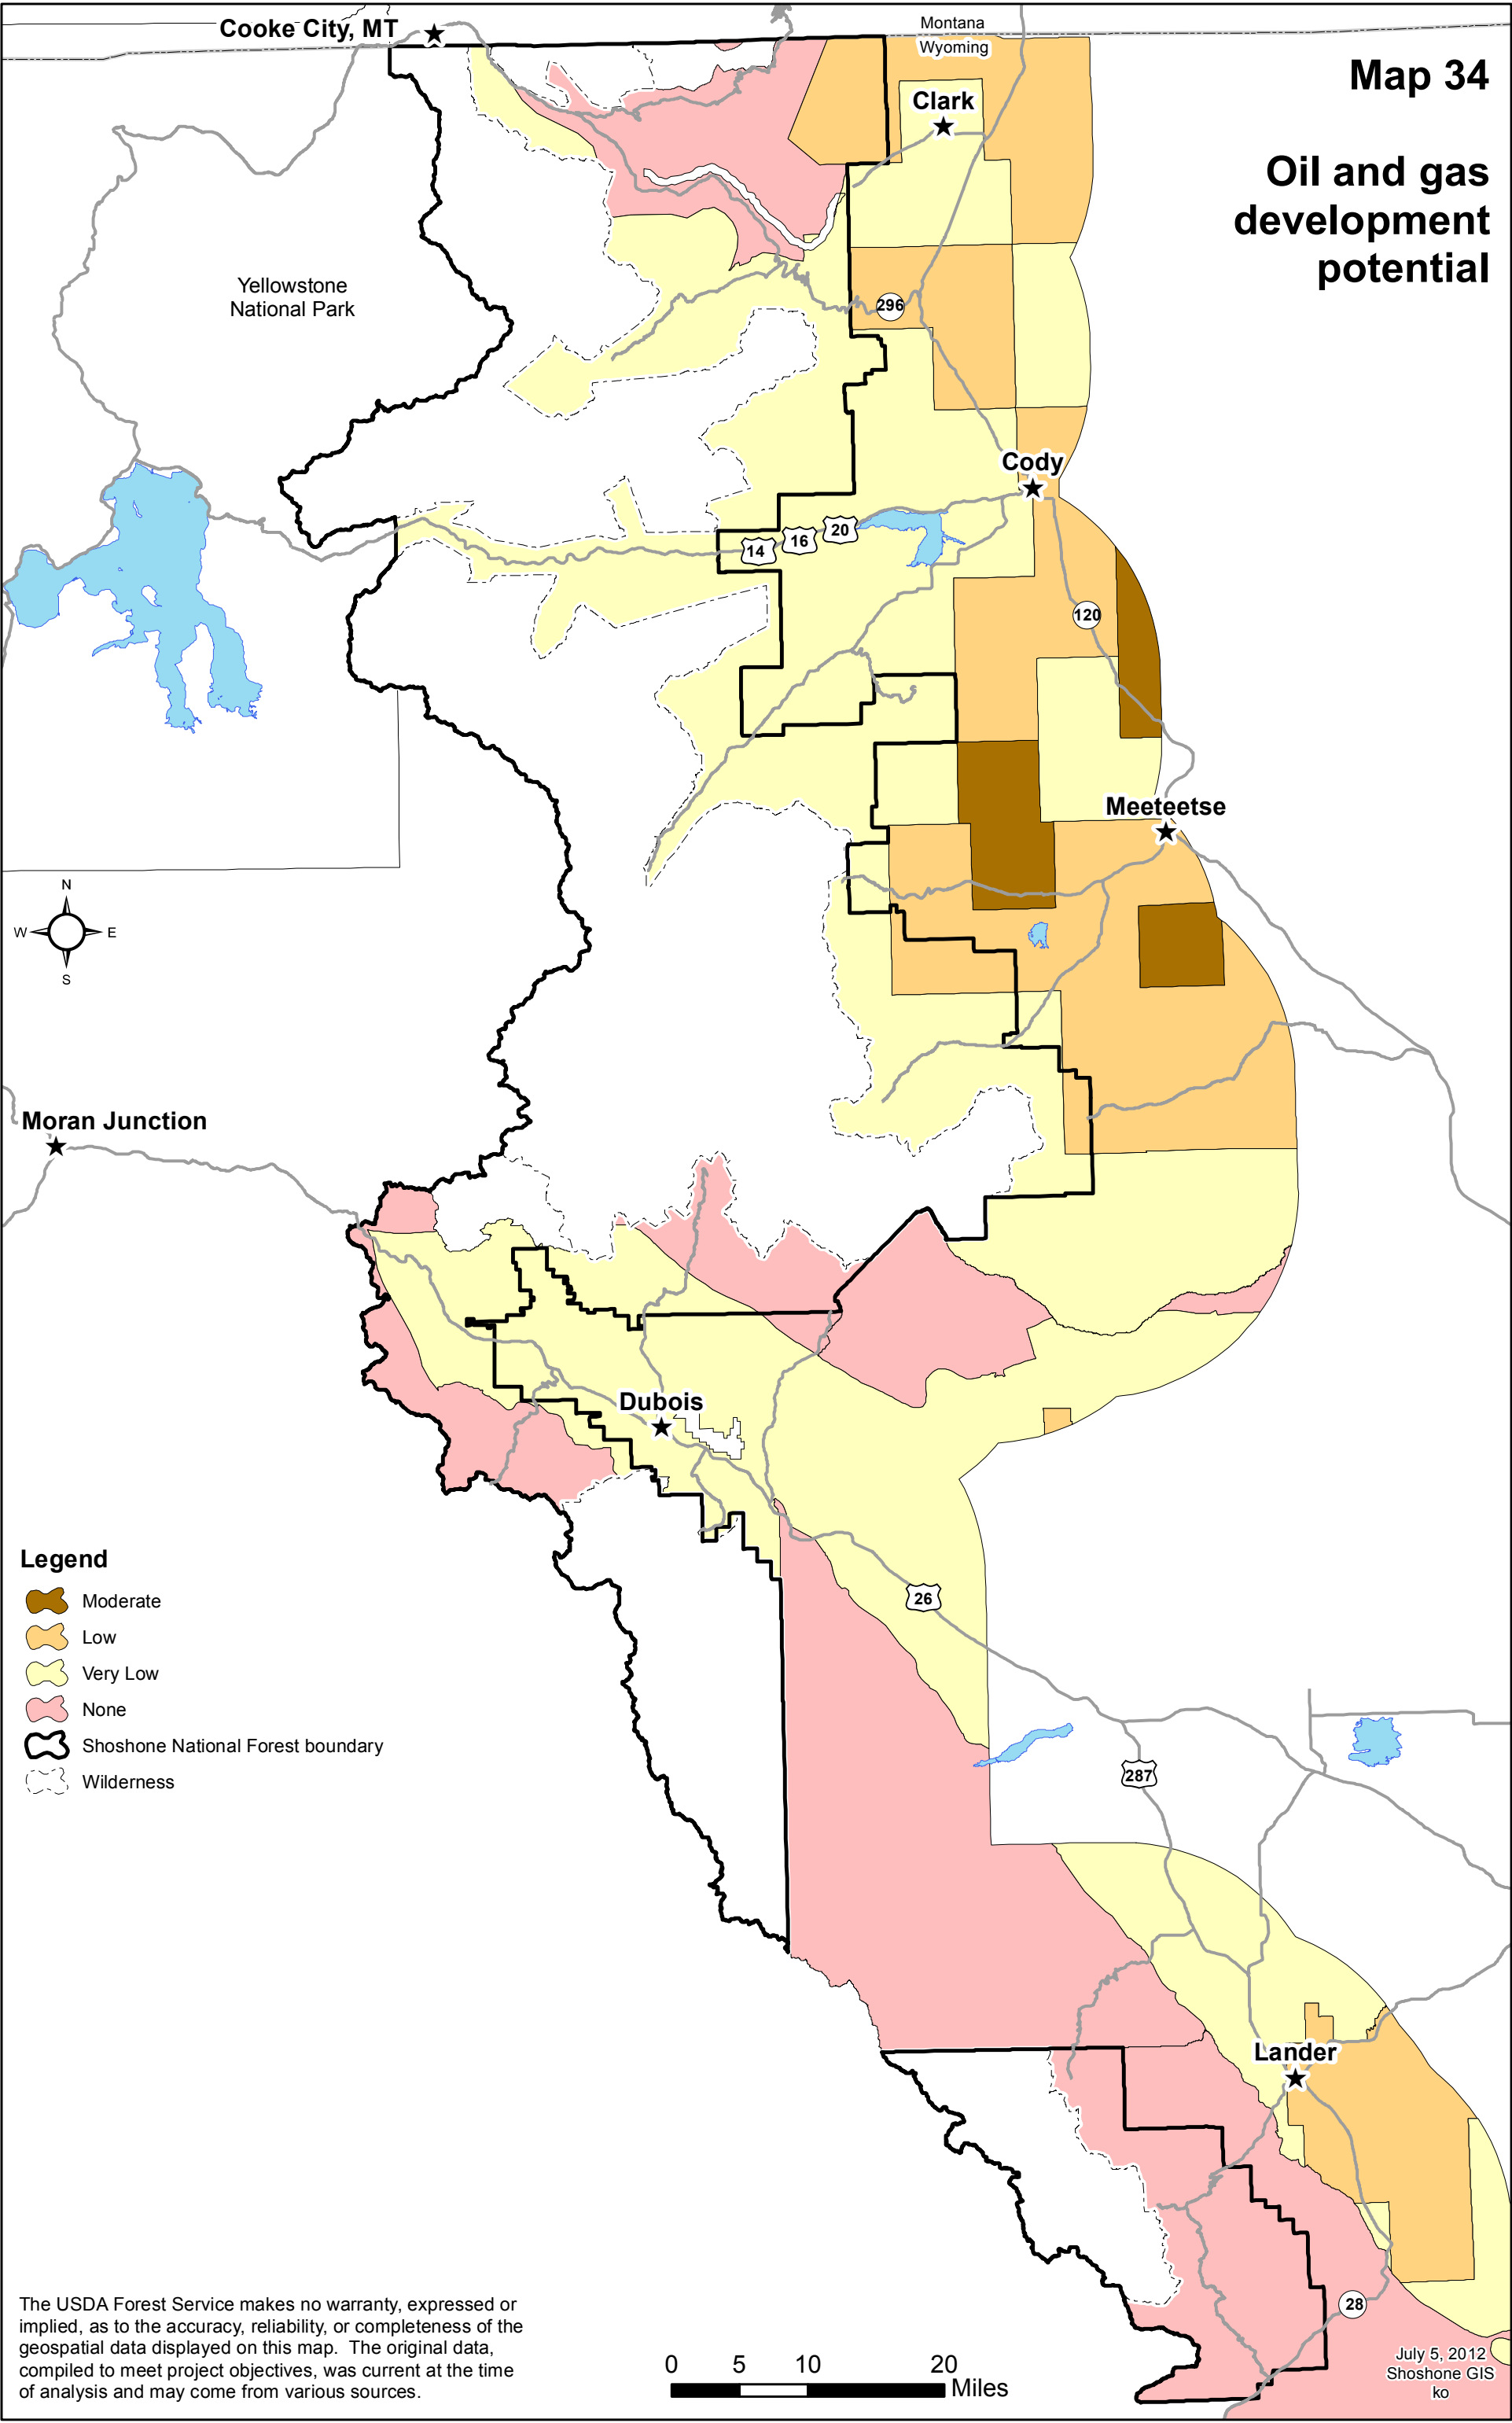 Cooke City, MT
Montana
Wyoming
Map 34
Oil and gas
development
potential
Clark
Yellowstone
National Park
296
Cody
14
16
20
120
Meeteetse
N
W
E
S
Moran Junction
Dubois
26
Legend
Moderate
Low
Very Low
None
Shoshone National Forest boundary
Wilderness
287
Lander
28
The USDA Forest Service makes no warranty, expressed or
implied, as to the accuracy, reliability, or completeness of the
geospatial data displayed on this map. The original data,
compiled to meet project objectives, was current at the time
of analysis and may come from various sources.
0 5 10 20
Miles
July 5, 2012
Shoshone GIS
ko